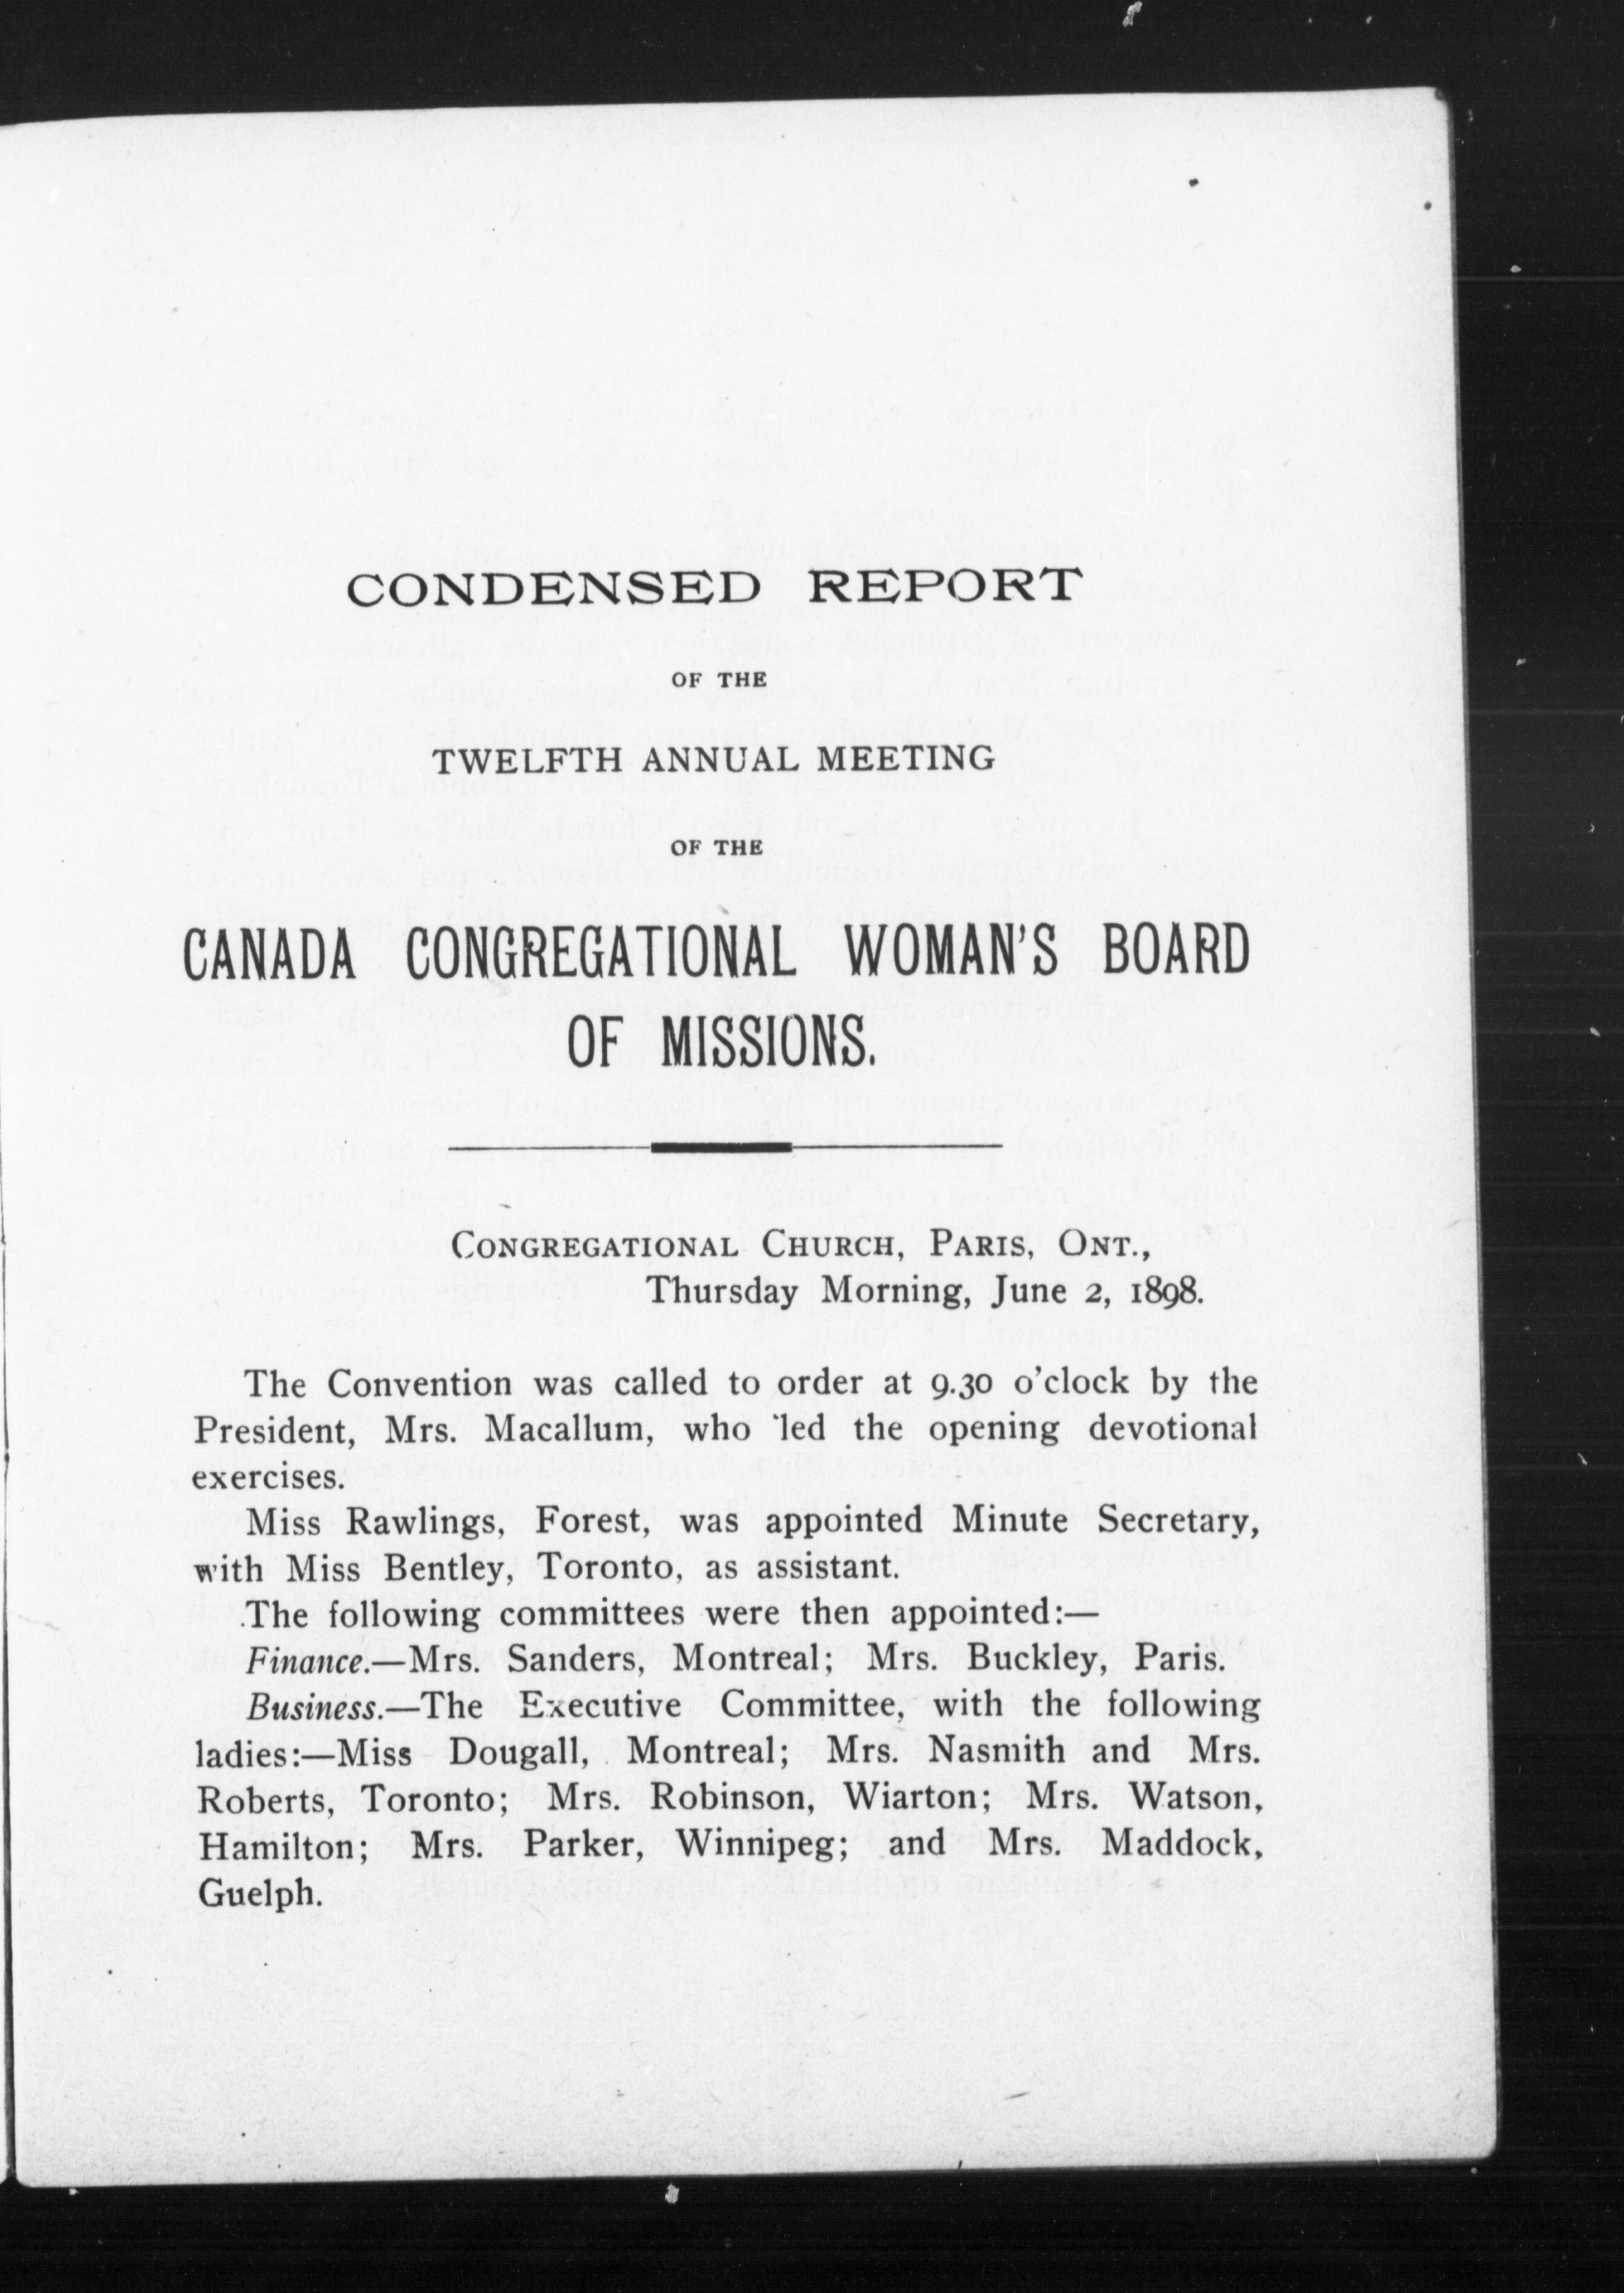 CONDENSED REPORT
OF THE
TWELFTH ANNUAL MEETING
OF THE
CANADA CONGREGATIONAL WOMAN'S BOARD
OF MISSIONS.
CONGREGATIONAL CHURCH, PARIS, ONT.,
Thursday Morning, June 2, 1898.
The Convention was called to order at 9.30 o'clock by the
President, Mrs. Macallum, who led the opening devotional
exercises.
Miss Rawlings, Forest, was appointed Minute Secretary,
with Miss Bentley, Toronto, as assistant.
The following committees were then appointed:—
Finance.—Mrs. Sanders, Montreal; Mrs. Buckley, Paris.
Business.—The Executive Committee, with the following
ladies:—Miss Dougall, Montreal; Mrs. Nasmith and Mrs.
Roberts, Toronto; Mrs. Robinson, Wiarton; Mrs. Watson,
Hamilton; Mrs. Parker, Winnipeg; and Mrs. Maddock,
Guelph.